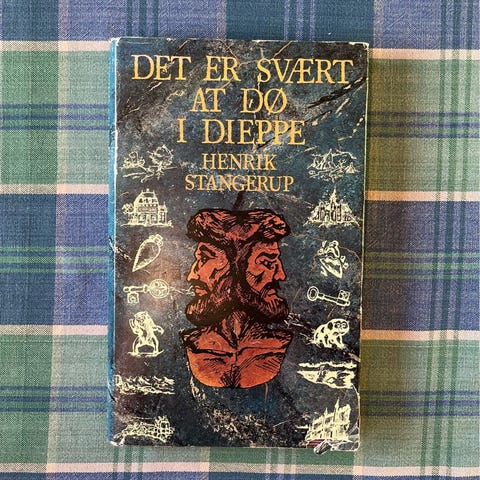 DET ER SVÆRT
AT DØ
I DIEPPE
HENRIK
STANGERUP